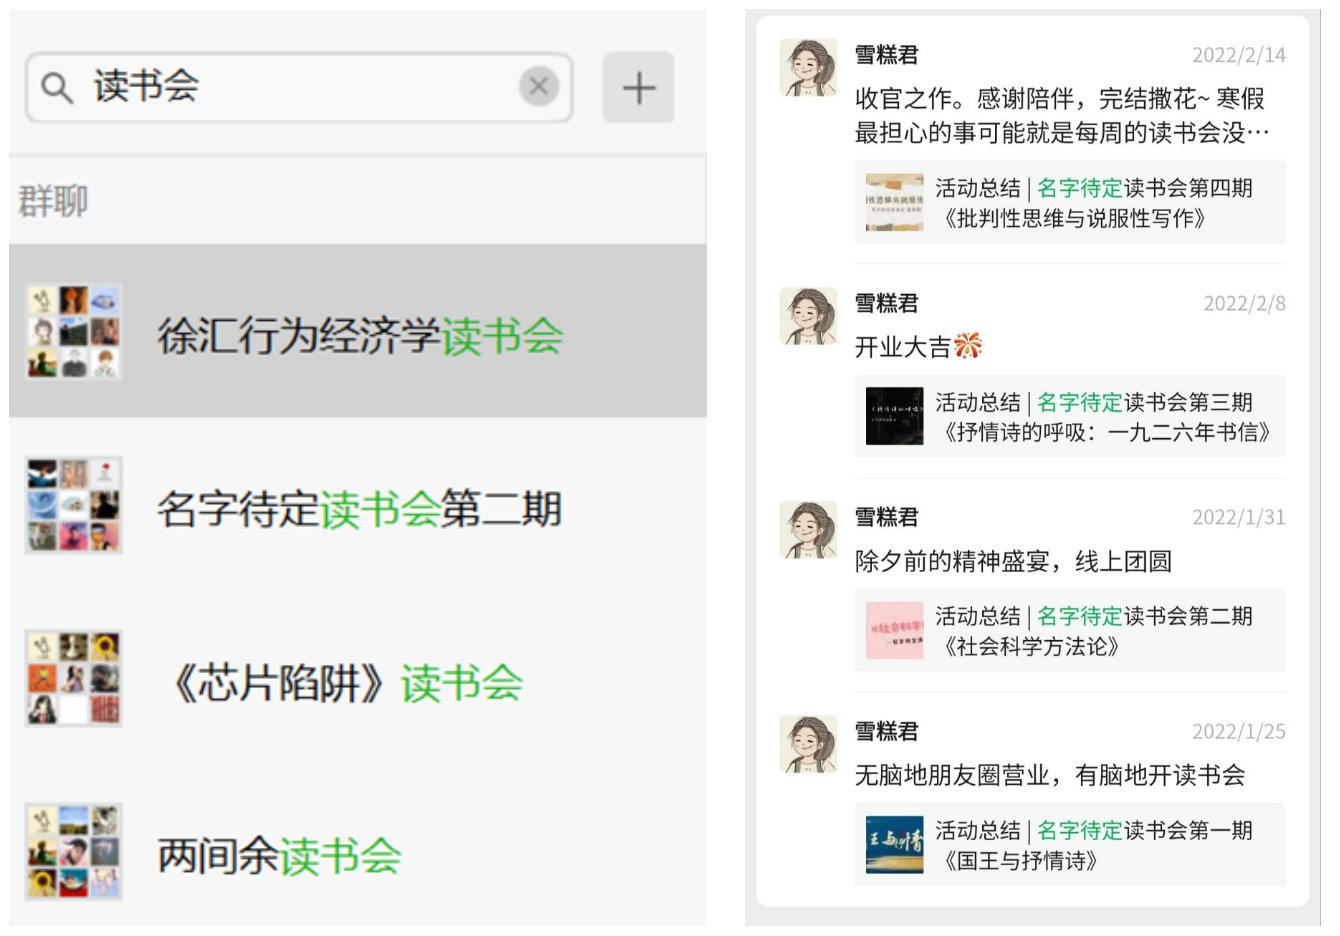 读书会
群聊
徐汇行为经济学读书会
名字待定读书会第二期
《芯片陷阱》读书会
两间余读书会
雪糕君
2022/2/14
收官之作。感谢陪伴，完结撒花~ 寒假
最担心的事可能就是每周的读书会没…
活动总结 | 名字待定读书会第四期
《批判性思维与说服性写作》
雪糕君
2022/2/8
开业大吉
活动总结 | 名字待定读书会第三期
《抒情诗的呼吸：一九二六年书信》
雪糕君
2022/1/31
除夕前的精神盛宴，线上团圆
活动总结 | 名字待定读书会第二期
《社会科学方法论》
雪糕君
2022/1/25
无脑地朋友圈营业，有脑地开读书会
活动总结 | 名字待定读书会第一期
《国王与抒情诗》